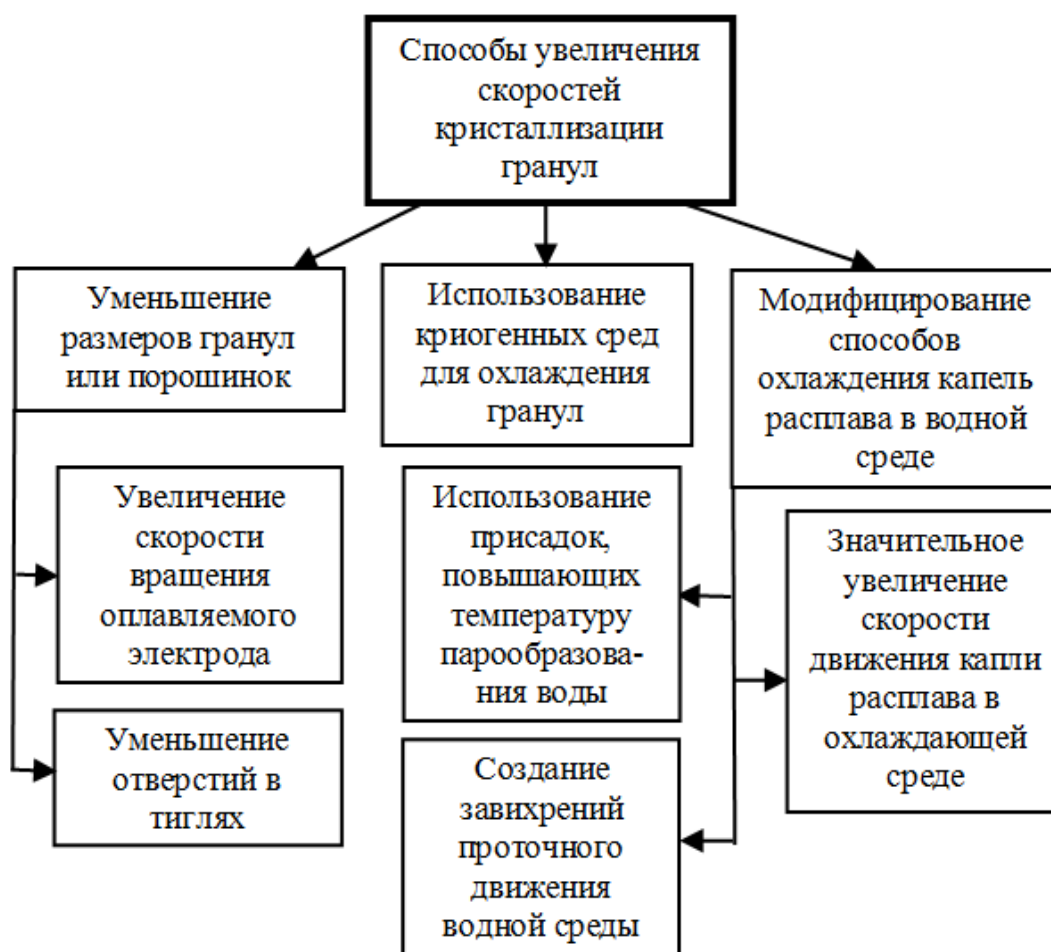 Способы увеличения
скоростей
кристаллизации
гранул
Уменьшение
размеров гранул
или порошинок
Использование
криогенных сред
для охлаждения
гранул
Модифицирование
способов
охлаждения капель
расплава в водной
среде
Увеличение
скорости
вращения
оплавляемого
электрода
Уменьшение
отверстий в
тиглях
Использование
присадок,
повышающих
температуру
парообразова-
ния воды
Создание
завихрений
проточного
движения
водной среды
Значительное
увеличение
скорости
движения капли
расплава в
охлаждающей
среде